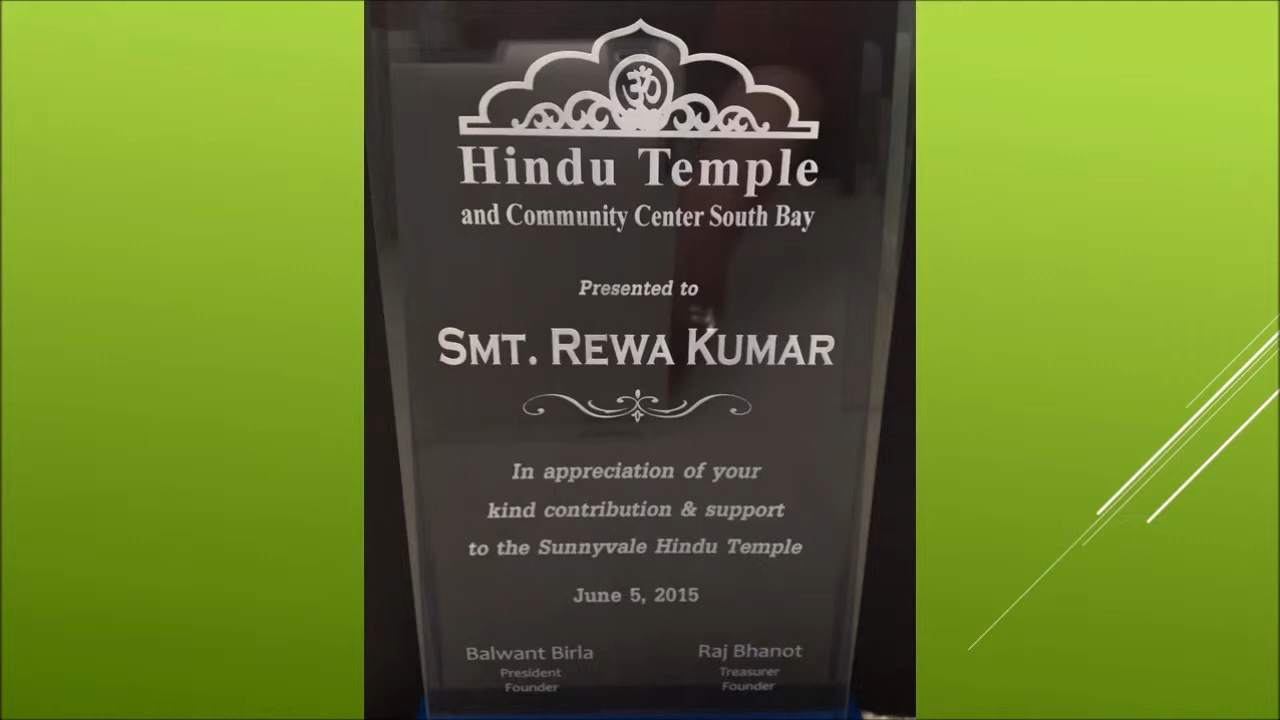 ॐ
Hindu Temple
and Community Center South Bay
Presented to
SMT. REWA KUMAR
In appreciation of your
kind contribution & support
to the Sunnyvale Hindu Temple
June 5, 2015
Balwant Birla
President
Founder
Raj Bhanot
Treasurer
Founder